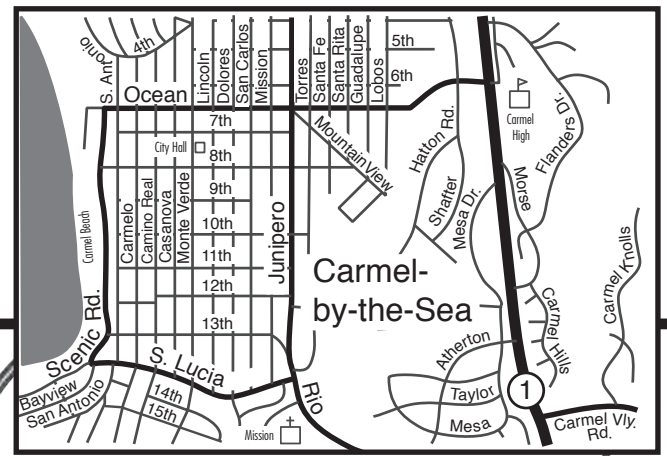 onio
4th
S. Ant
Lincoln
Dolores
San Carlos
Mission
Torres
Santa Fe
Santa Rita
Guadalupe
Lobos
5th
6th
Ocean
7th
City Hall
8th
Mountain View
Hatton Rd.
Carmel
High
Flanders Dr.
Shafter
Mesa Dr.
Morse
Carmel Beach
Carmelo
Camino Real
Casanova
Monte Verde
9th
10th
11th
12th
13th
Junipero
Carmel-
by-the-Sea
Carmel Knolls
Carmel Hills
Scenic Rd.
S. Lucia
Atherton
Taylor
Mesa
1
Bayview
San Antonio
14th
15th
Mission
Rio
Carmel Vly.
Rd.